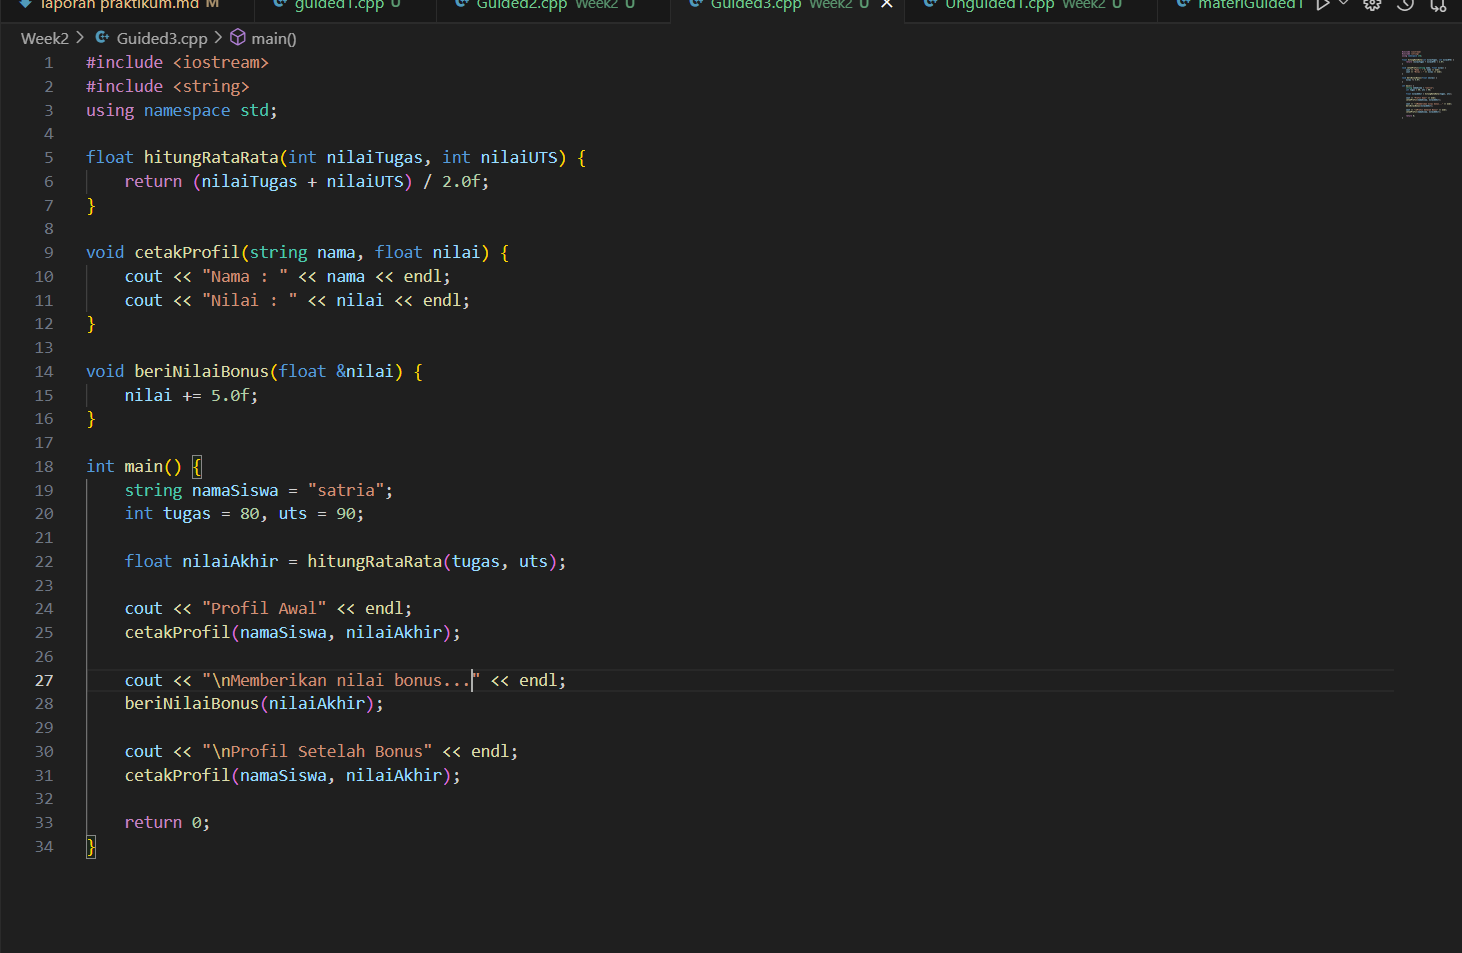 laporan praktikum.md M guided1.cpp U Guided2.cpp Week2 U Guided3.cpp Week2 U Unguided1.cpp Week2 U materiGuided1
Week2 > Guided3.cpp > main()
1 #include <iostream>
2 #include <string>
3 using namespace std;
4
5 float hitungRataRata(int nilaiTugas, int nilaiUTS) {
6     return (nilaiTugas + nilaiUTS) / 2.0f;
7 }
8
9 void cetakProfil(string nama, float nilai) {
10     cout << "Nama : " << nama << endl;
11     cout << "Nilai : " << nilai << endl;
12 }
13
14 void beriNilaiBonus(float &nilai) {
15     nilai += 5.0f;
16 }
17
18 int main() {
19     string namaSiswa = "satria";
20     int tugas = 80, uts = 90;
21
22     float nilaiAkhir = hitungRataRata(tugas, uts);
23
24     cout << "Profil Awal" << endl;
25     cetakProfil(namaSiswa, nilaiAkhir);
26
27     cout << "\nMemberikan nilai bonus..." << endl;
28     beriNilaiBonus(nilaiAkhir);
29
30     cout << "\nProfil Setelah Bonus" << endl;
31     cetakProfil(namaSiswa, nilaiAkhir);
32
33     return 0;
34 }